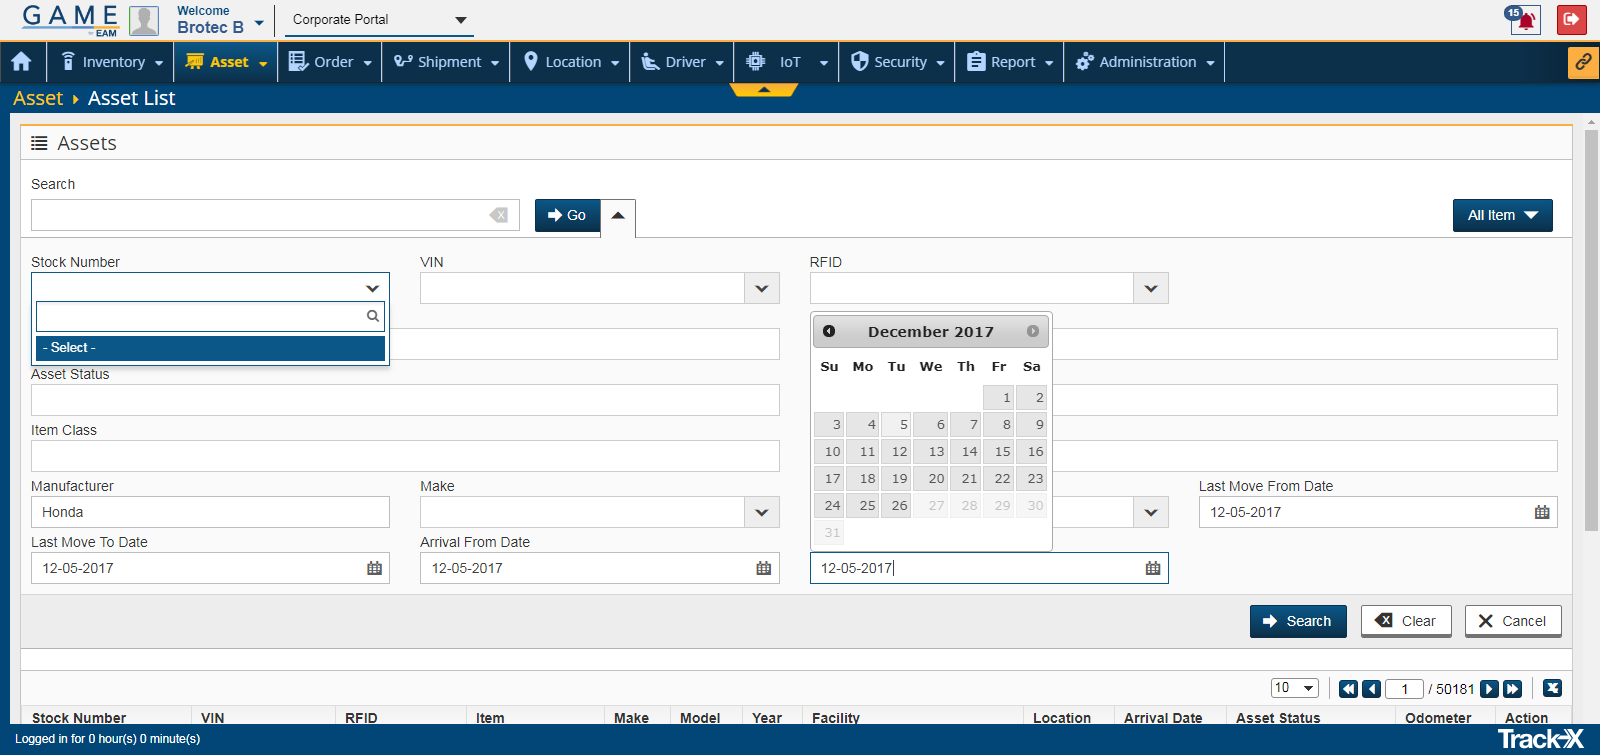 GAME
by EAM
Welcome
Brotec B
Corporate Portal
15
Inventory
Asset
Order
Shipment
Location
Driver
IoT
Security
Report
Administration
Asset Asset List
Assets
Search
Go
All Item
Stock Number
VIN
RFID
- Select -
December 2017
Su Mo Tu We Th Fr Sa
1 2
3 4 5 6 7 8 9
10 11 12 13 14 15 16
17 18 19 20 21 22 23
24 25 26 27 28 29 30
31
Asset Status
Item Class
Manufacturer
Make
Last Move From Date
Honda
12-05-2017
Last Move To Date
Arrival From Date
12-05-2017
12-05-2017
12-05-2017
Search
Clear
Cancel
10
1 / 50181
Stock Number VIN RFID Item Make Model Year Facility Location Arrival Date Asset Status Odometer Action
Logged in for 0 hour(s) 0 minute(s)
Track-X